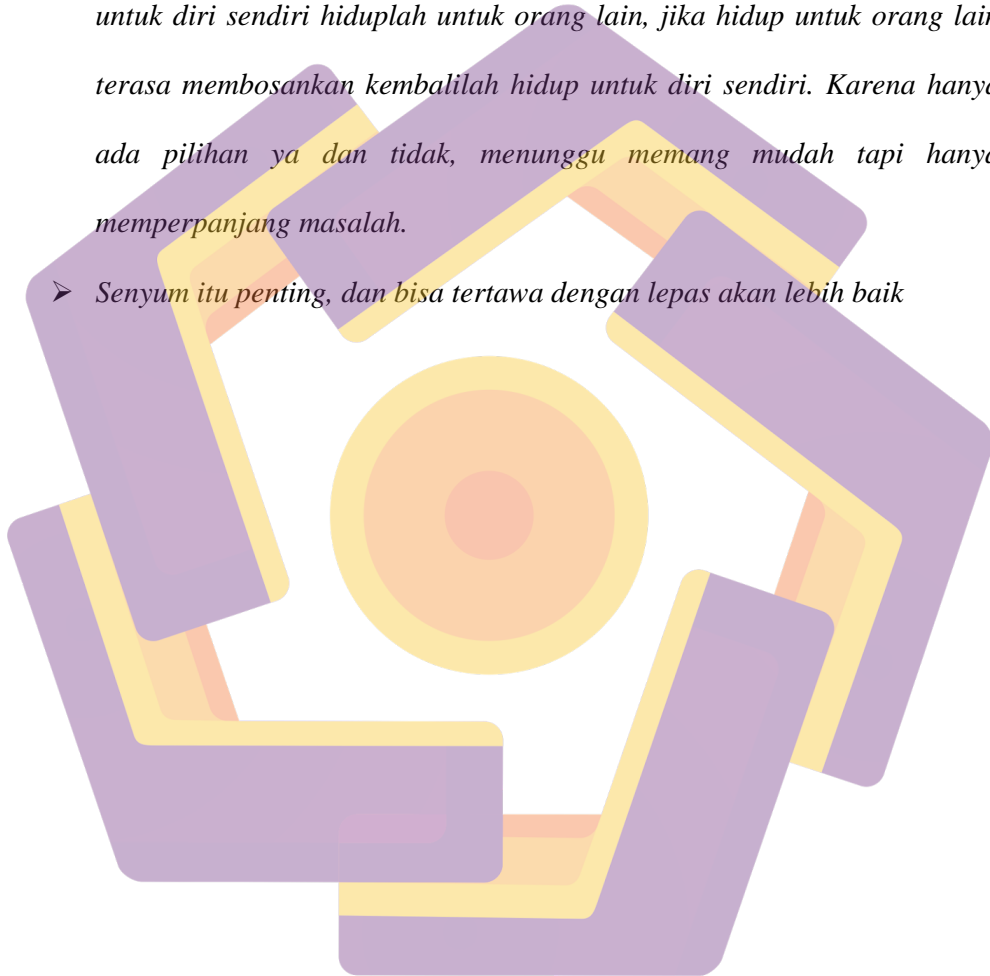 untuk diri sendiri hiduplah untuk orang lain, jika hidup untuk orang lain
terasa membosankan kembalilah hidup untuk diri sendiri. Karena hanya
ada pilihan ya dan tidak, menunggu memang mudah tapi hanya
memperpanjang masalah.
➢ Senyum itu penting, dan bisa tertawa dengan lepas akan lebih baik